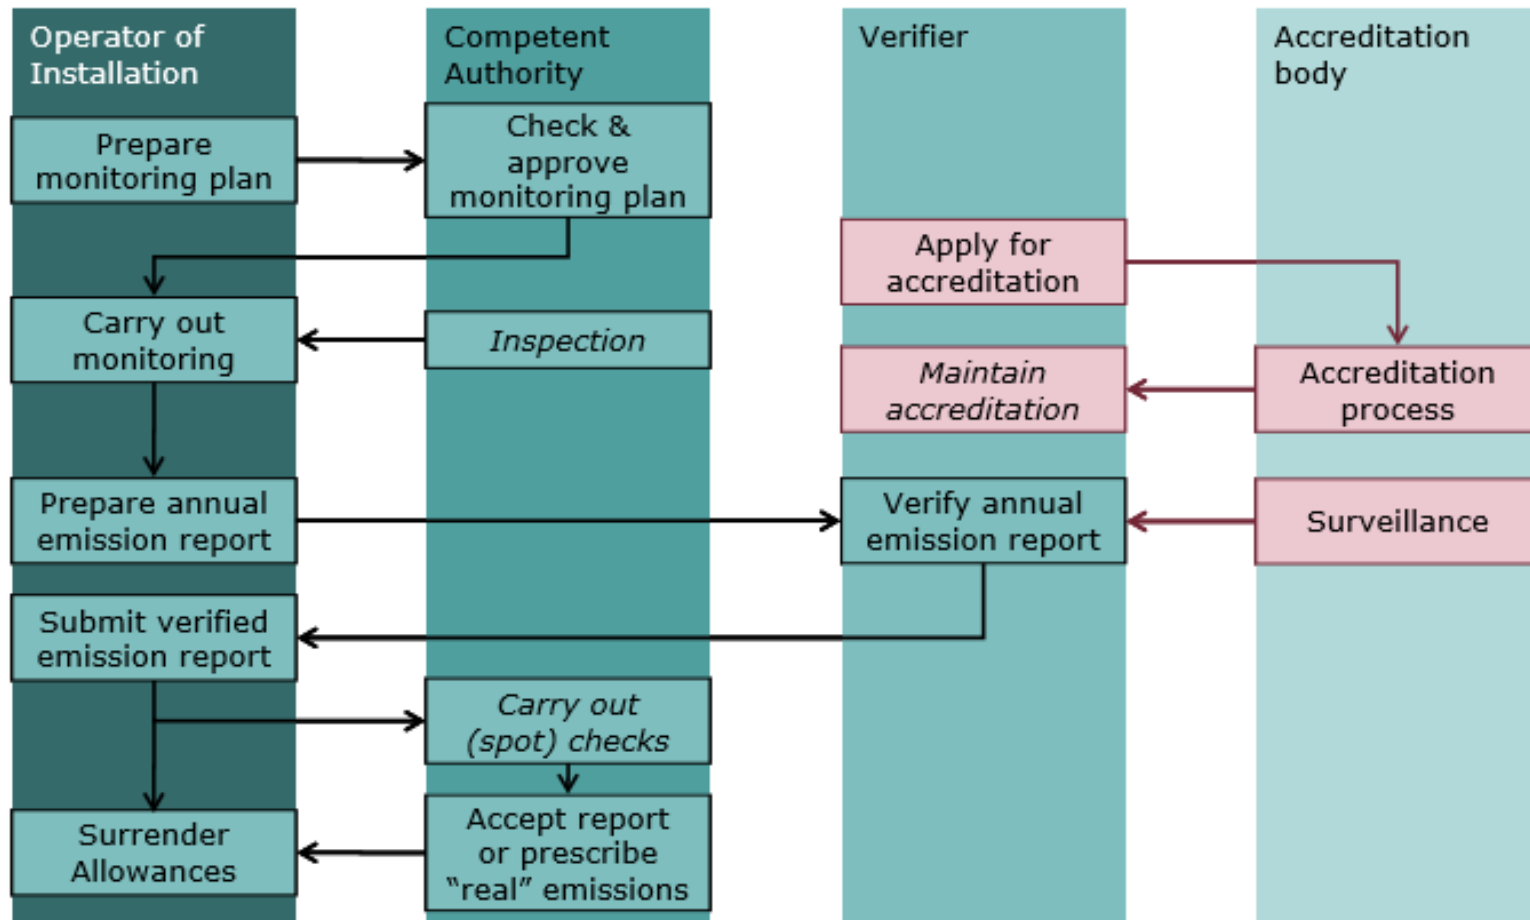 Operator of
Installation
Competent
Authority
Verifier
Accreditation
body
Prepare
monitoring plan
Check &
approve
monitoring plan
Apply for
accreditation
Carry out
monitoring
Inspection
Maintain
accreditation
Accreditation
process
Prepare annual
emission report
Verify annual
emission report
Surveillance
Submit verified
emission report
Carry out
(spot) checks
Surrender
Allowances
Accept report
or prescribe
“real” emissions